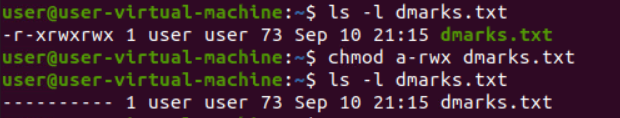 user@user-virtual-machine:~$ ls -l dmarks.txt
-r-xrwxrwx 1 user user 73 Sep 10 21:15 dmarks.txt
user@user-virtual-machine:~$ chmod a-rwx dmarks.txt
user@user-virtual-machine:~$ ls -l dmarks.txt
---------- 1 user user 73 Sep 10 21:15 dmarks.txt